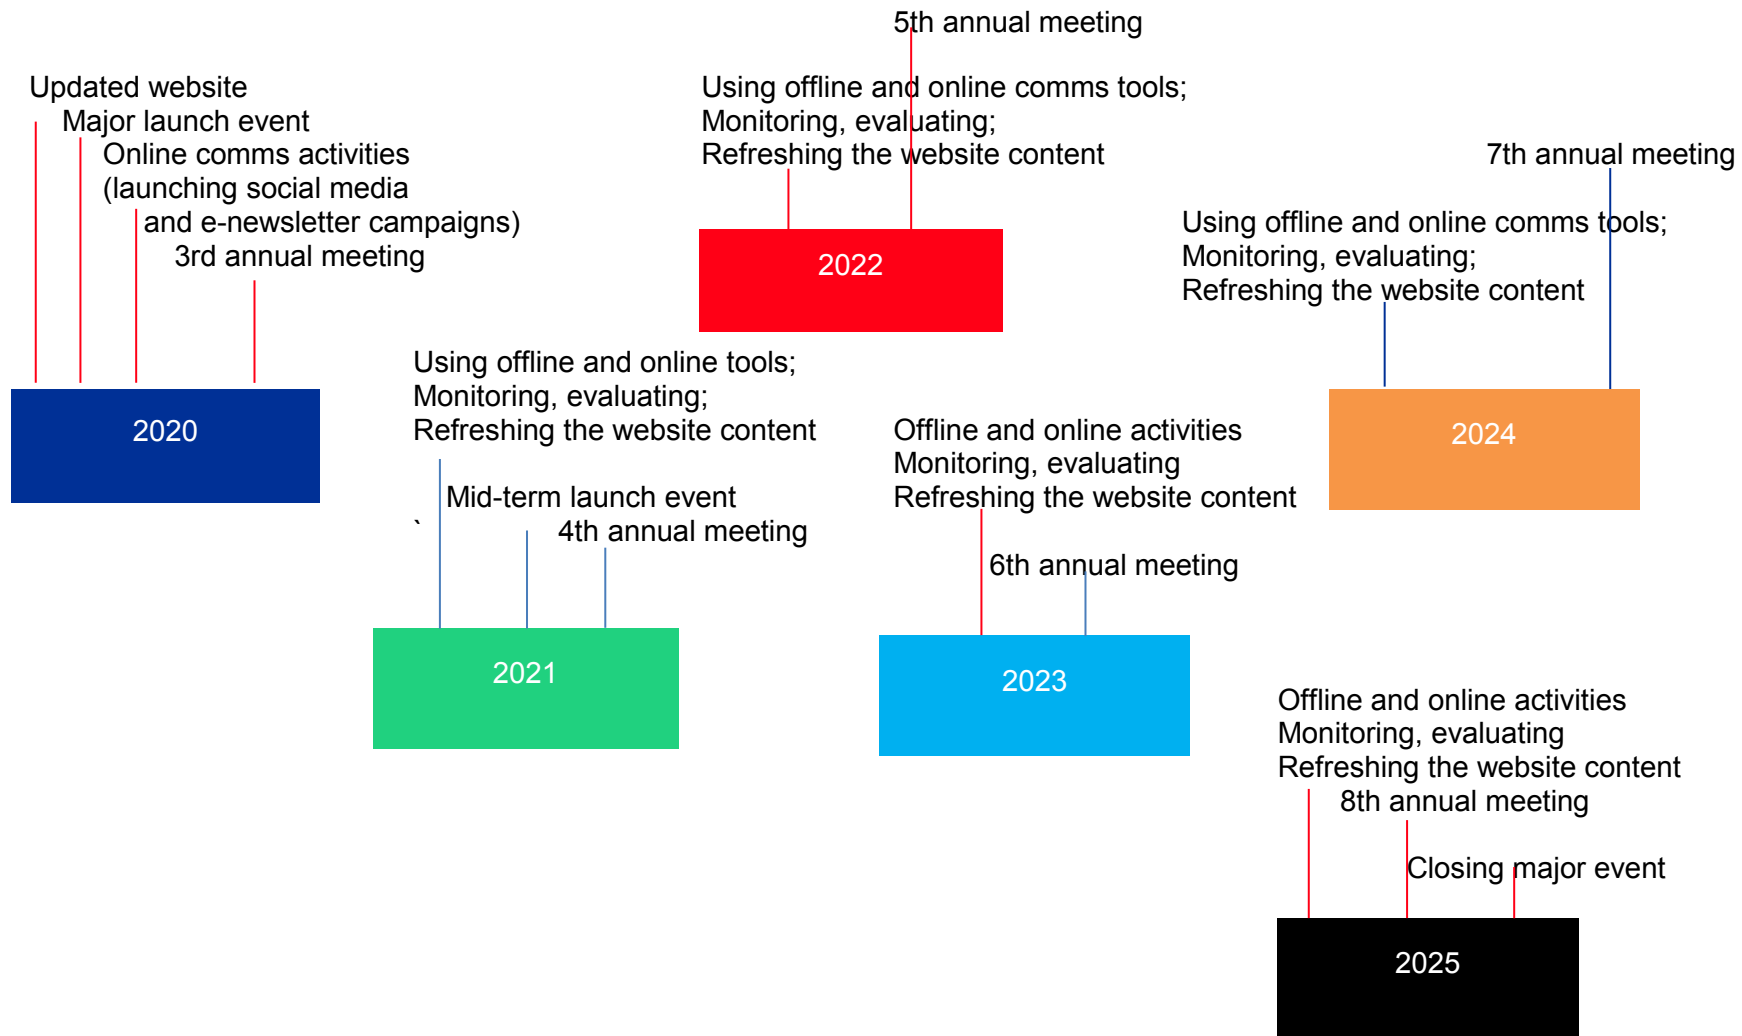 Updated website
Major launch event
Online comms activities
(launching social media
and e-newsletter campaigns)
3rd annual meeting
2020
Using offline and online tools;
Monitoring, evaluating;
Refreshing the website content
Mid-term launch event
`
4th annual meeting
2021
5th annual meeting
Using offline and online comms tools;
Monitoring, evaluating;
Refreshing the website content
2022
Offline and online activities
Monitoring, evaluating
Refreshing the website content
6th annual meeting
2023
7th annual meeting
Using offline and online comms tools;
Monitoring, evaluating;
Refreshing the website content
2024
Offline and online activities
Monitoring, evaluating
Refreshing the website content
8th annual meeting
Closing major event
2025